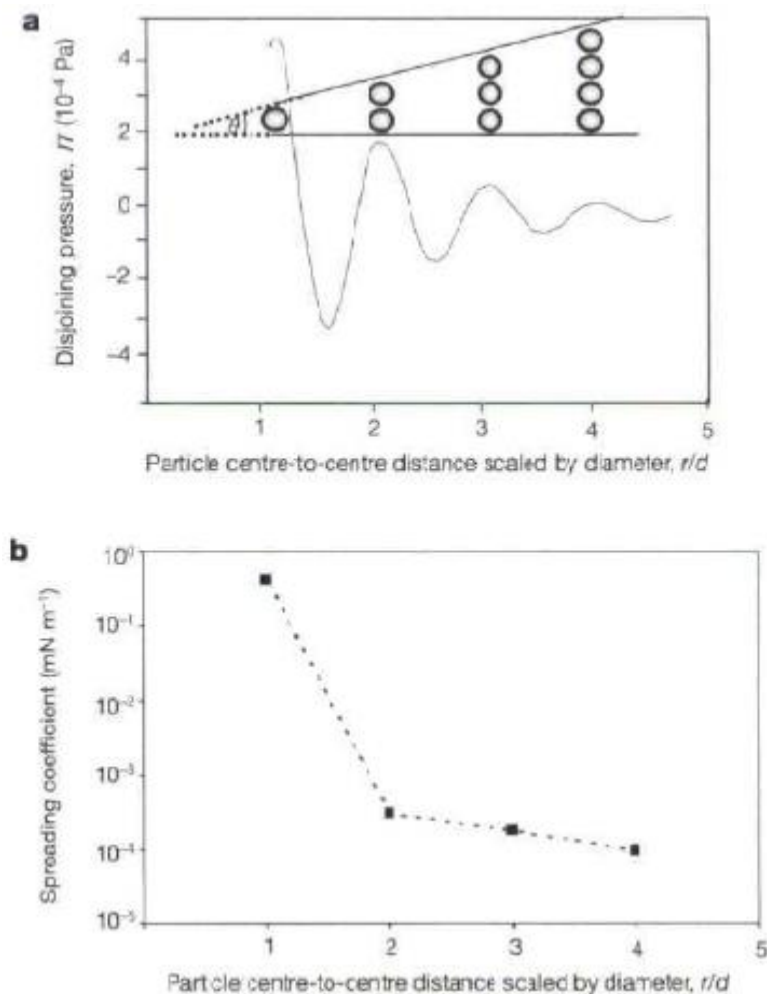 a
Disjoining pressure, Π (10⁻⁴ Pa)
4
2
0
−2
−4
θ
1 2 3 4 5
Particle centre-to-centre distance scaled by diameter, r/d
b
Spreading coefficient (mN m⁻¹)
10⁰
10⁻¹
10⁻²
10⁻³
10⁻⁴
10⁻⁵
1 2 3 4 5
Particle centre-to-centre distance scaled by diameter, r/d